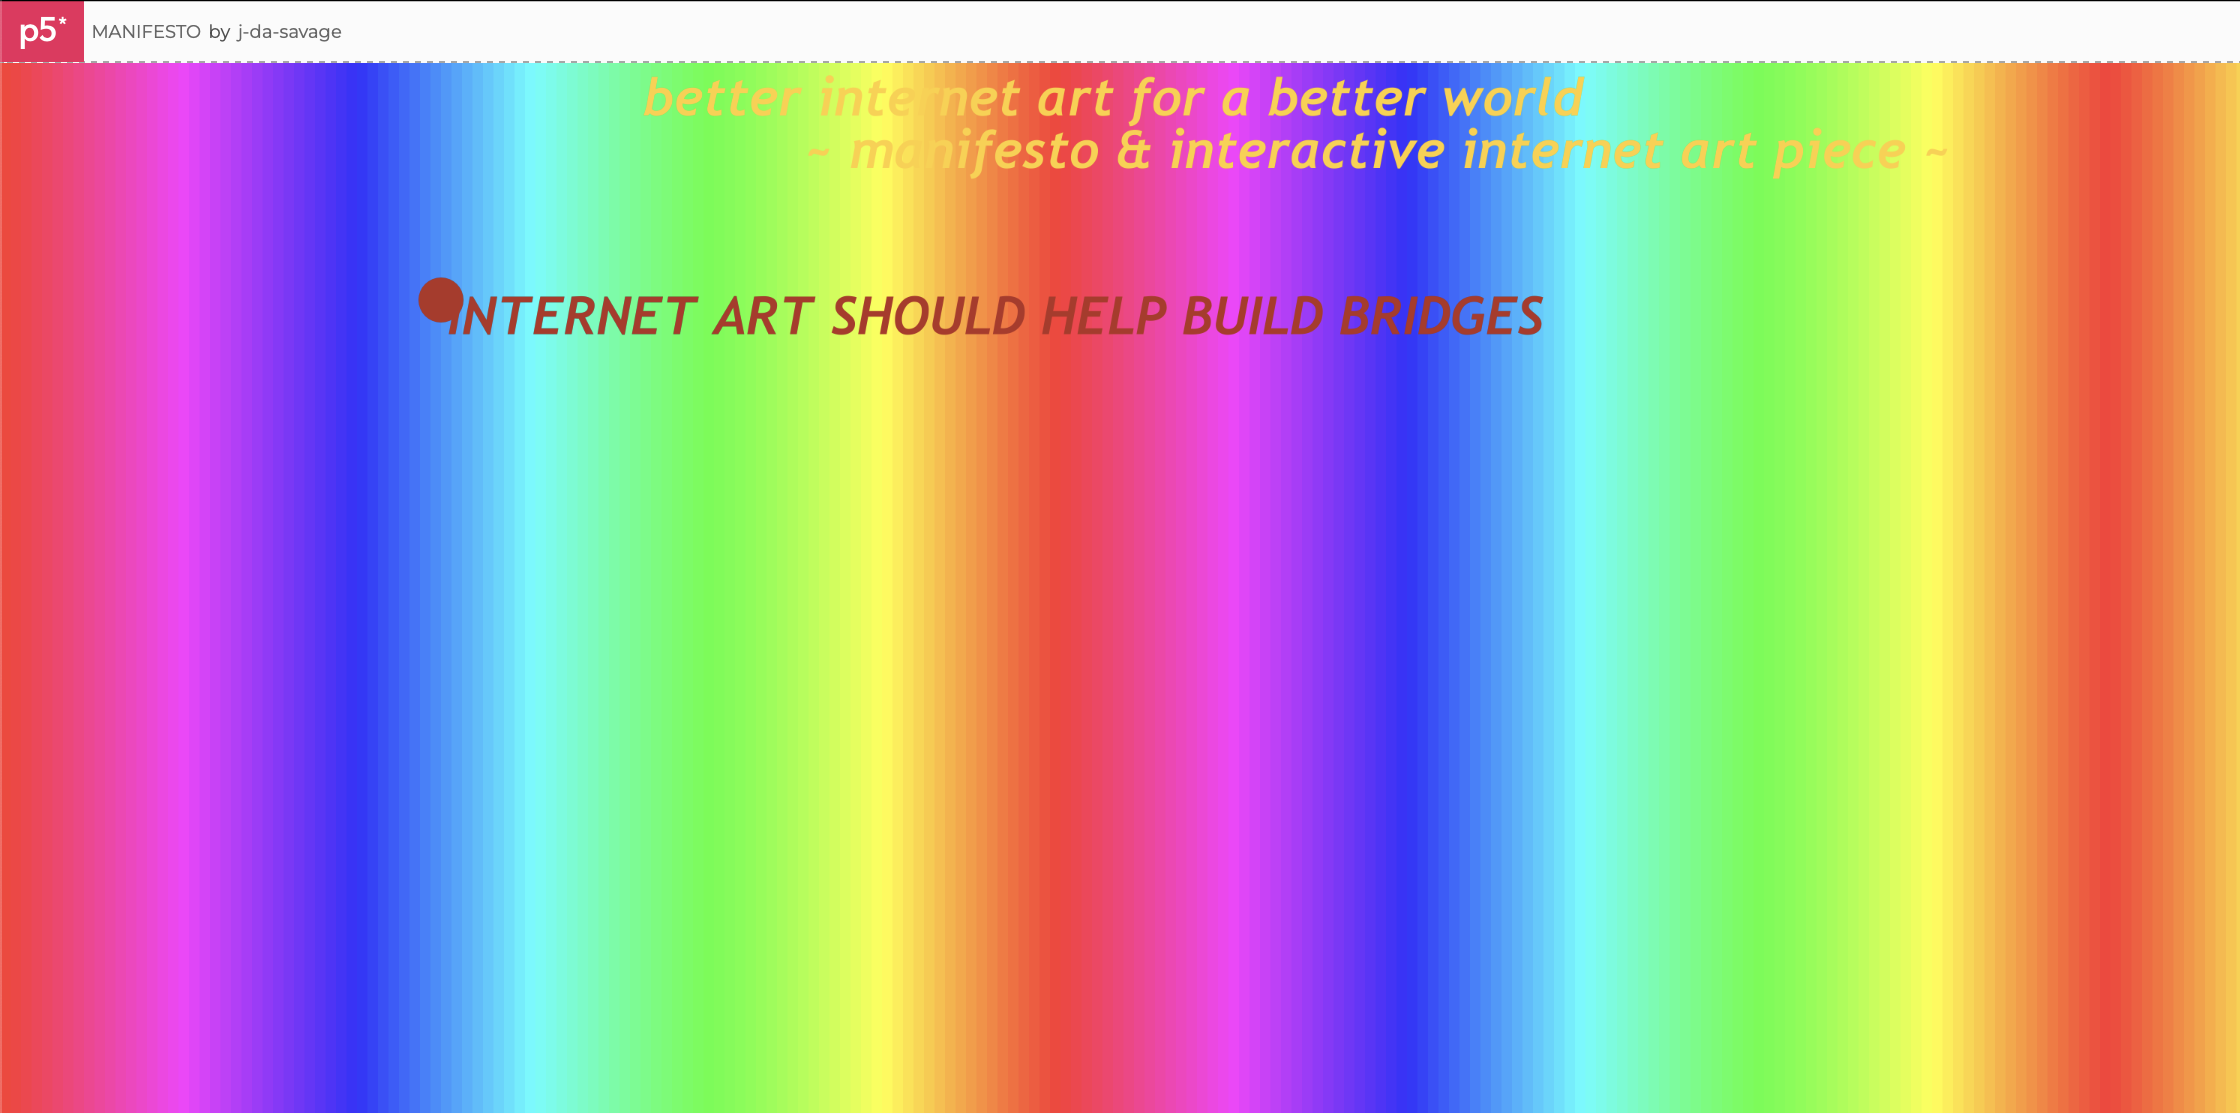 p5* MANIFESTO by j-da-savage
better internet art for a better world
~ manifesto & interactive internet art piece ~
INTERNET ART SHOULD HELP BUILD BRIDGES